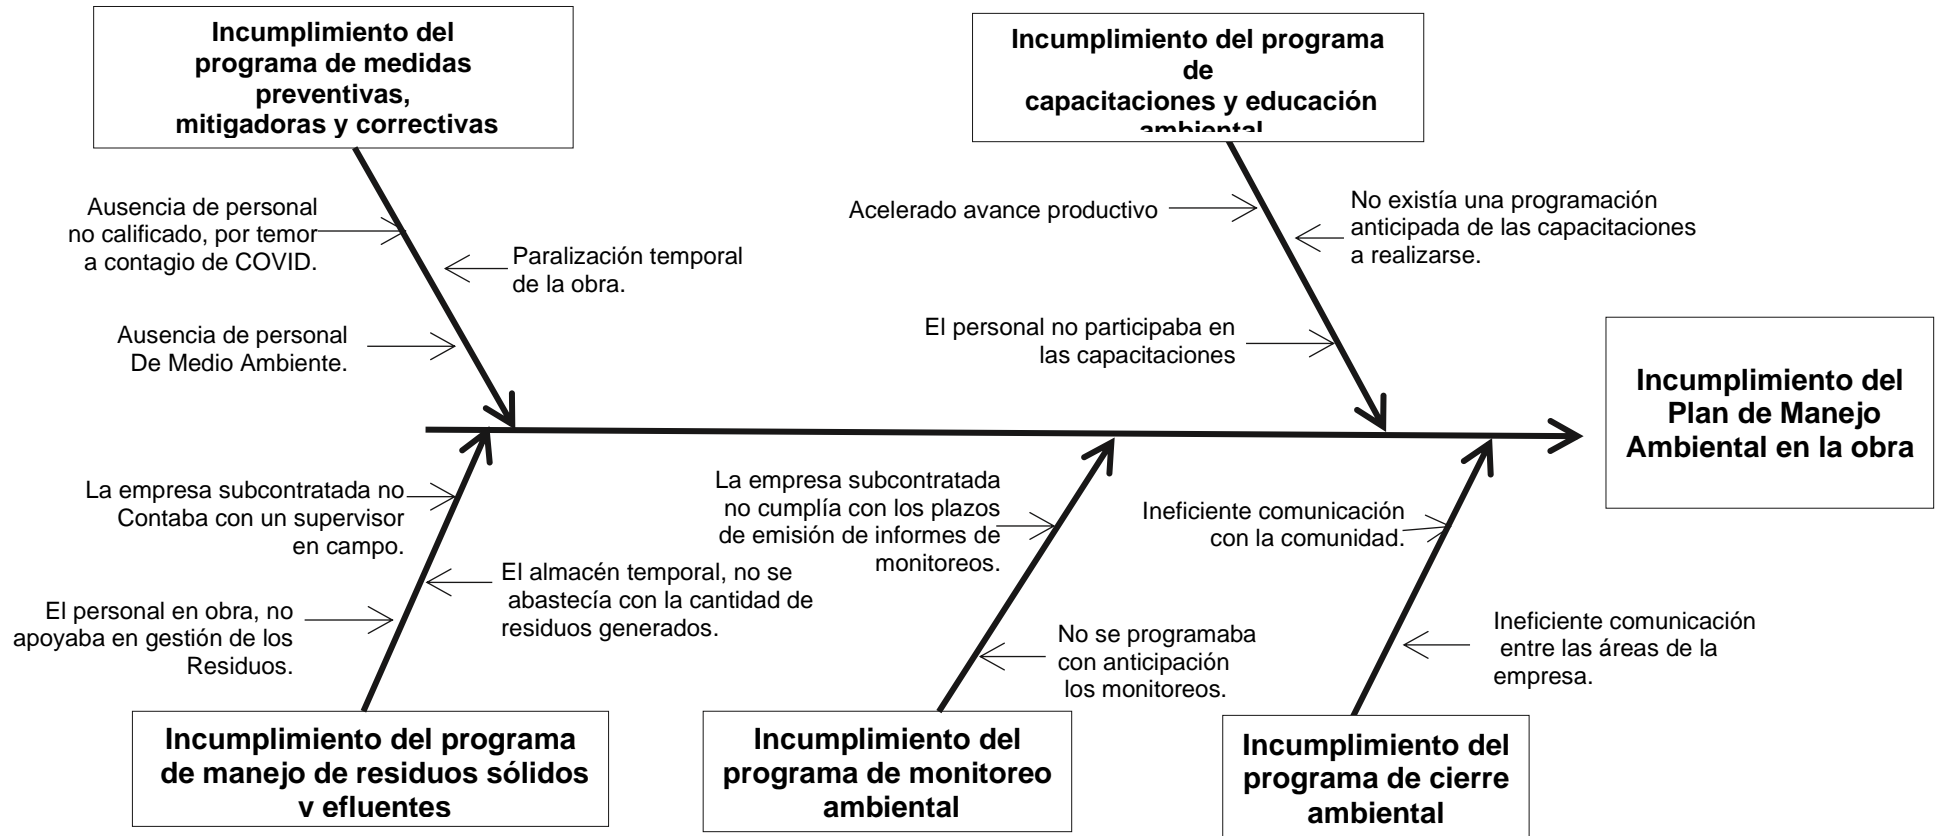 Incumplimiento del
programa de medidas
preventivas,
mitigadoras y correctivas
Incumplimiento del programa
de
capacitaciones y educación
ambiental
Ausencia de personal
no calificado, por temor
a contagio de COVID.
Paralización temporal
de la obra.
Ausencia de personal
De Medio Ambiente.
Acelerado avance productivo
No existía una programación
anticipada de las capacitaciones
a realizarse.
El personal no participaba en
las capacitaciones
Incumplimiento del
Plan de Manejo
Ambiental en la obra
La empresa subcontratada no
Contaba con un supervisor
en campo.
El almacén temporal, no se
abastecía con la cantidad de
residuos generados.
El personal en obra, no
apoyaba en gestión de los
Residuos.
La empresa subcontratada
no cumplía con los plazos
de emisión de informes de
monitoreos.
No se programaba
con anticipación
los monitoreos.
Ineficiente comunicación
con la comunidad.
Ineficiente comunicación
entre las áreas de la
empresa.
Incumplimiento del programa
de manejo de residuos sólidos
y efluentes
Incumplimiento del
programa de monitoreo
ambiental
Incumplimiento del
programa de cierre
ambiental